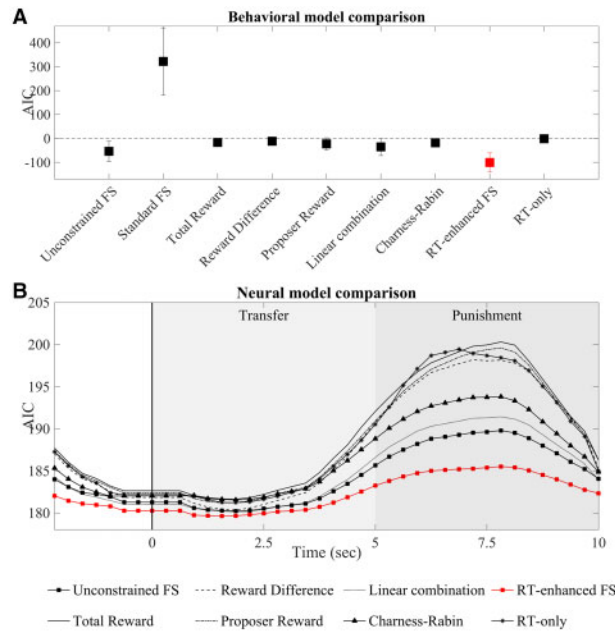 A
Behavioral model comparison
400
300
200
100
0
-100
AIC
Unconstrained FS
Standard FS
Total Reward
Reward Difference
Proposer Reward
Linear combination
Charness-Rabin
RT-enhanced FS
RT-only
B
Neural model comparison
205
200
195
190
185
180
AIC
Transfer
Punishment
0
2.5
5
7.5
10
Time (sec)
Unconstrained FS
Reward Difference
Linear combination
RT-enhanced FS
Total Reward
Proposer Reward
Charness-Rabin
RT-only